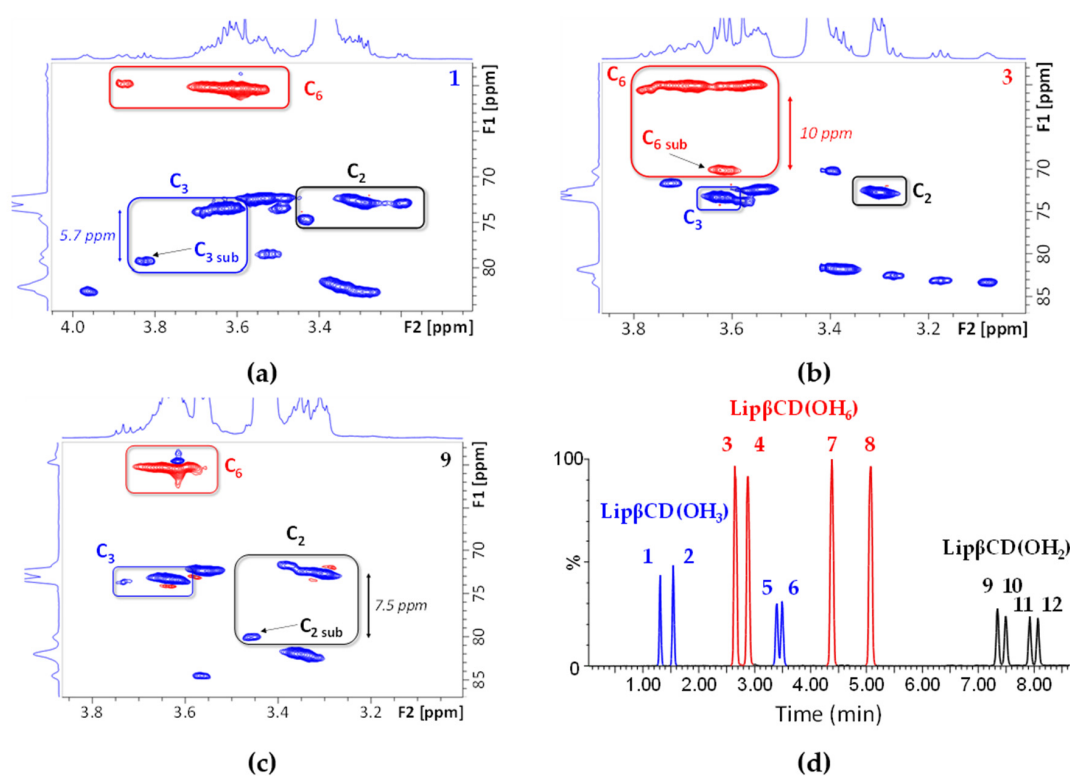 1
C6
C3
C2
5.7 ppm
C3 sub
70
75
80
F1 [ppm]
4.0 3.8 3.6 3.4 F2 [ppm]
(a)
3
C6
10 ppm
C6 sub
C3
C2
70
75
80
85
F1 [ppm]
3.8 3.6 3.4 3.2 F2 [ppm]
(b)
9
C6
C3
C2
7.5 ppm
C2 sub
70
75
80
85
F1 [ppm]
3.8 3.6 3.4 3.2 F2 [ppm]
(c)
LipβCD(OH6)
3 4 7 8
100
LipβCD(OH3)
1 2
%
5 6
LipβCD(OH2)
9 10
11 12
0
1.00 2.00 3.00 4.00 5.00 6.00 7.00 8.00
Time (min)
(d)